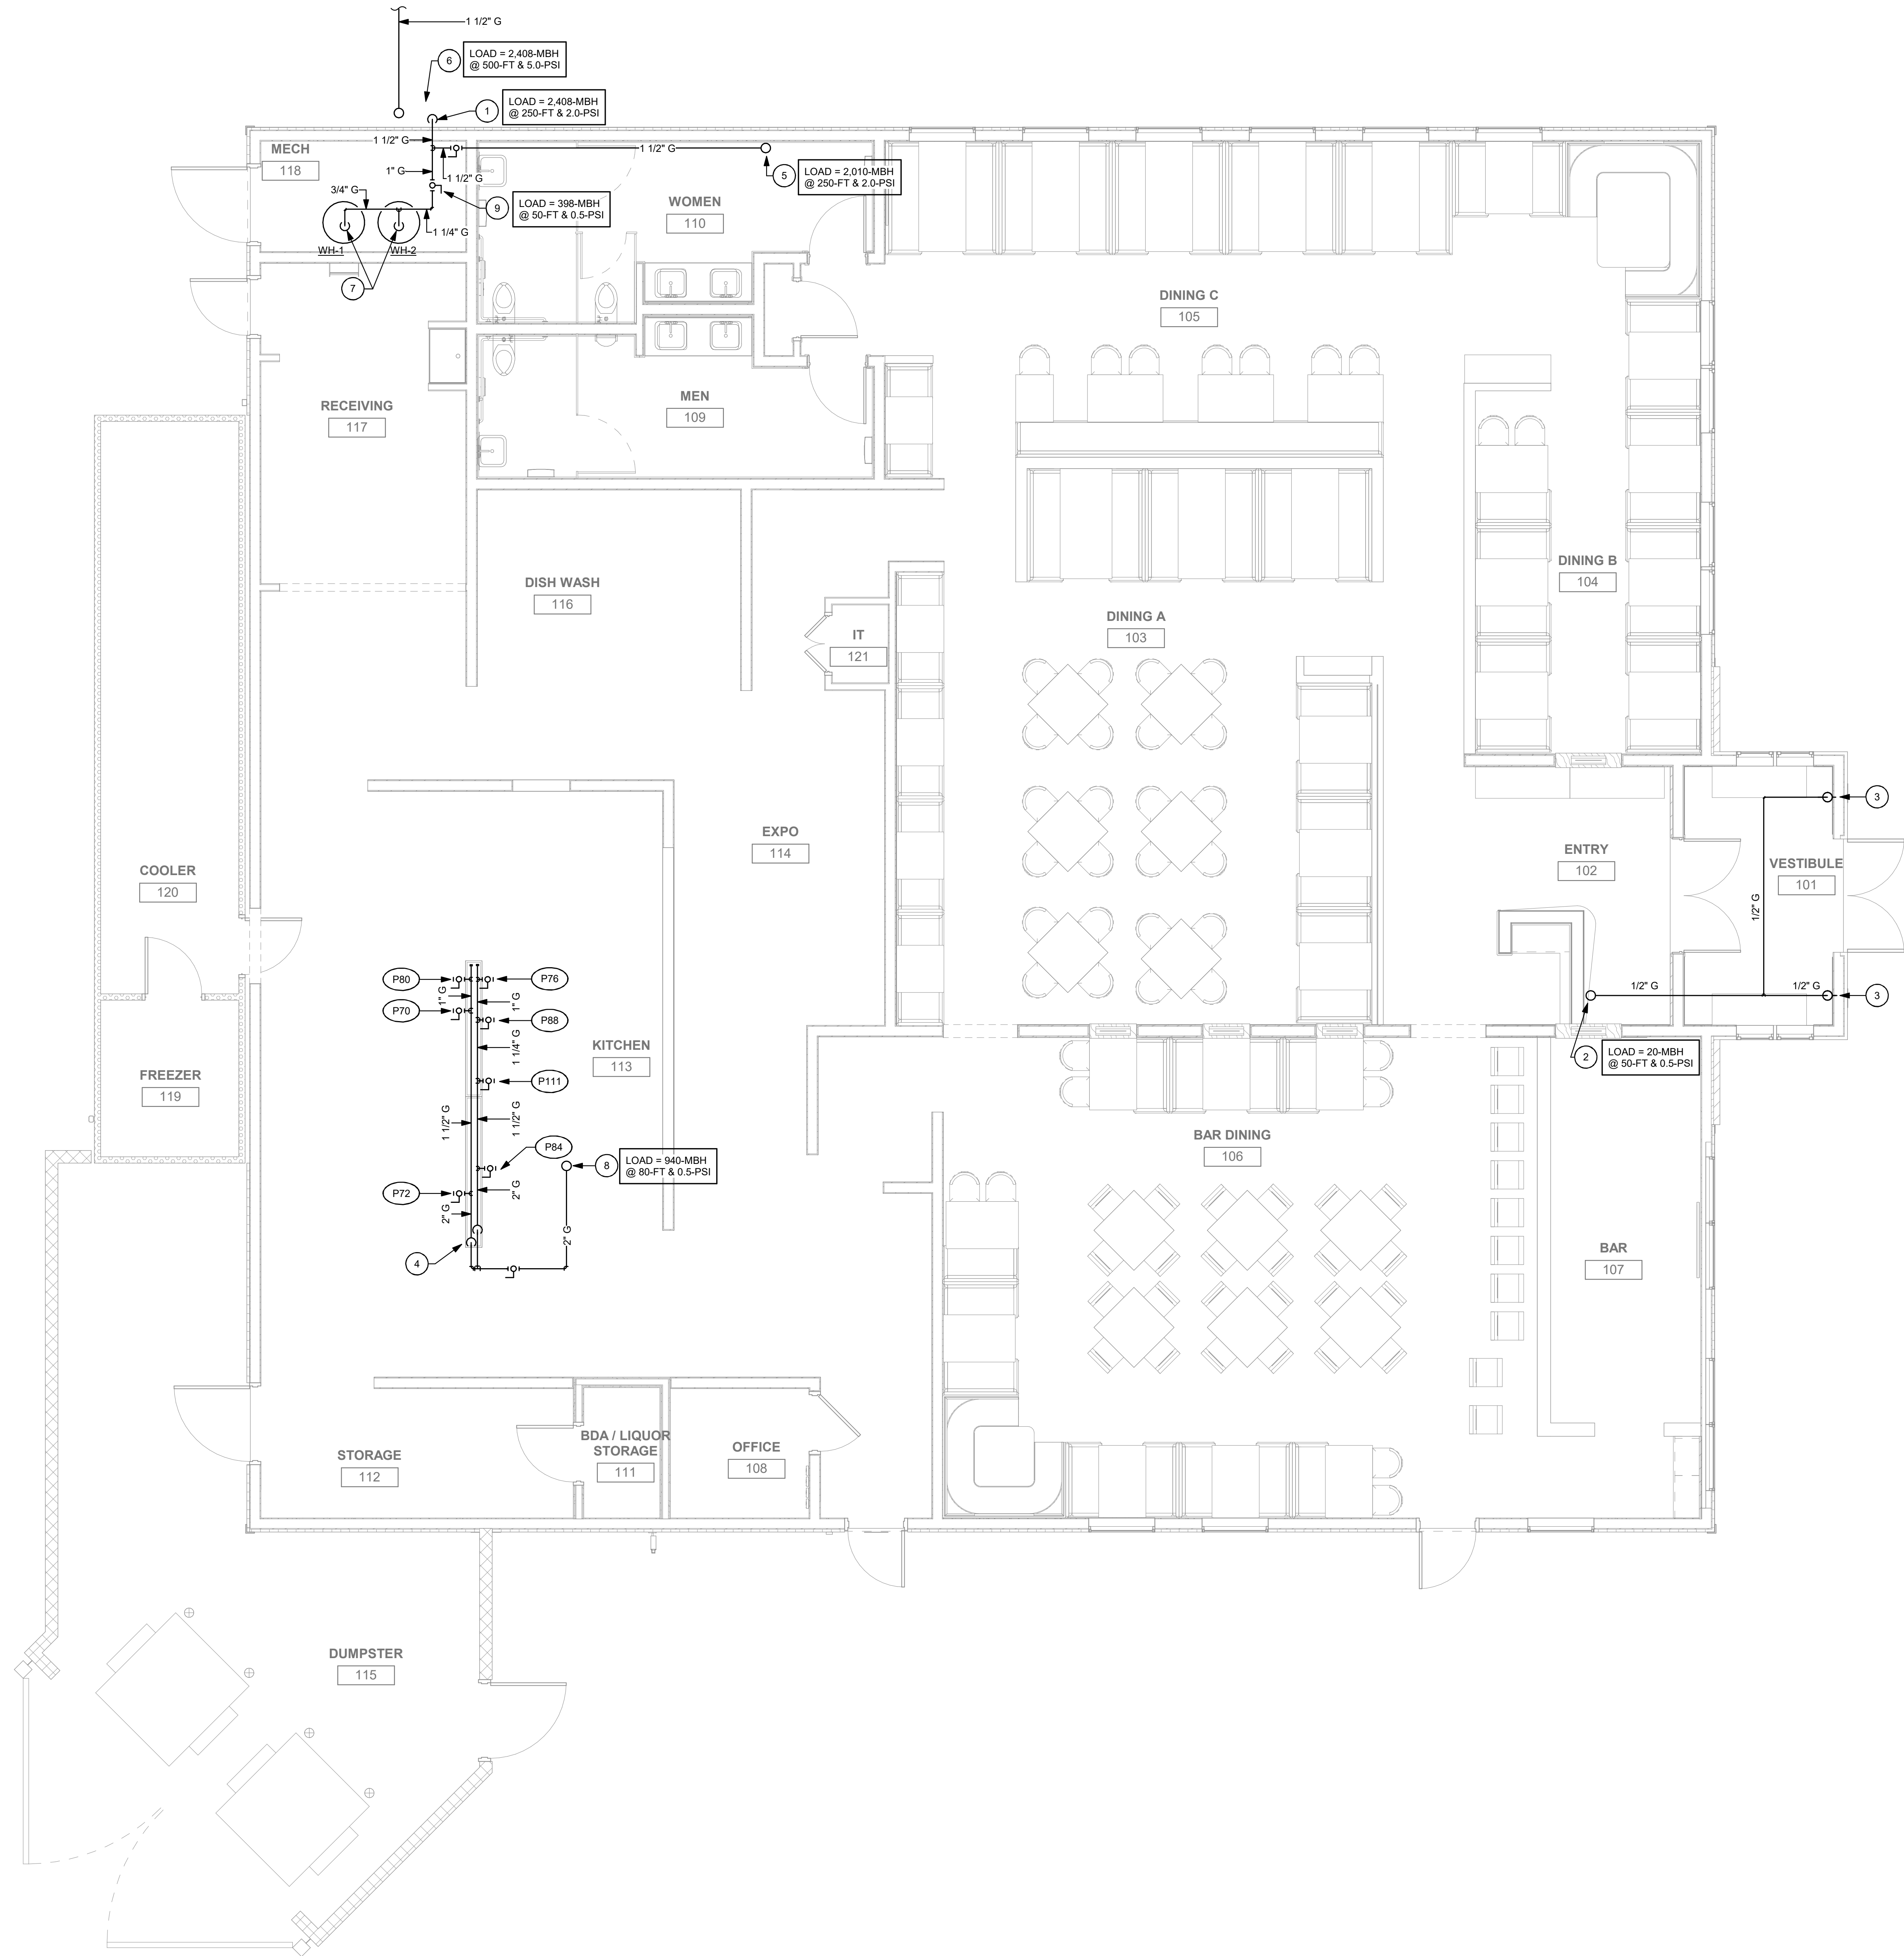 1 1/2" G
6
LOAD = 2,408-MBH
@ 500-FT & 5.0-PSI
1
LOAD = 2,408-MBH
@ 250-FT & 2.0-PSI
1 1/2" G
MECH
118
1 1/2" G
1" G
1 1/2" G
5
LOAD = 2,010-MBH
@ 250-FT & 2.0-PSI
3/4" G
9
LOAD = 398-MBH
@ 50-FT & 0.5-PSI
1 1/4" G
WH-1
WH-2
7
WOMEN
110
DINING C
105
MEN
109
RECEIVING
117
DISH WASH
116
DINING B
104
DINING A
103
IT
121
EXPO
114
COOLER
120
ENTRY
102
VESTIBULE
101
3
1/2" G
1/2" G
1/2" G
3
2
LOAD = 20-MBH
@ 50-FT & 0.5-PSI
P80
P76
1" G
1" G
P70
P88
1 1/4" G
KITCHEN
113
P111
FREEZER
119
1 1/2" G
1 1/2" G
P84
8
LOAD = 940-MBH
@ 80-FT & 0.5-PSI
P72
2" G
2" G
2" G
4
BAR DINING
106
BAR
107
STORAGE
112
BDA / LIQUOR
STORAGE
111
OFFICE
108
DUMPSTER
115